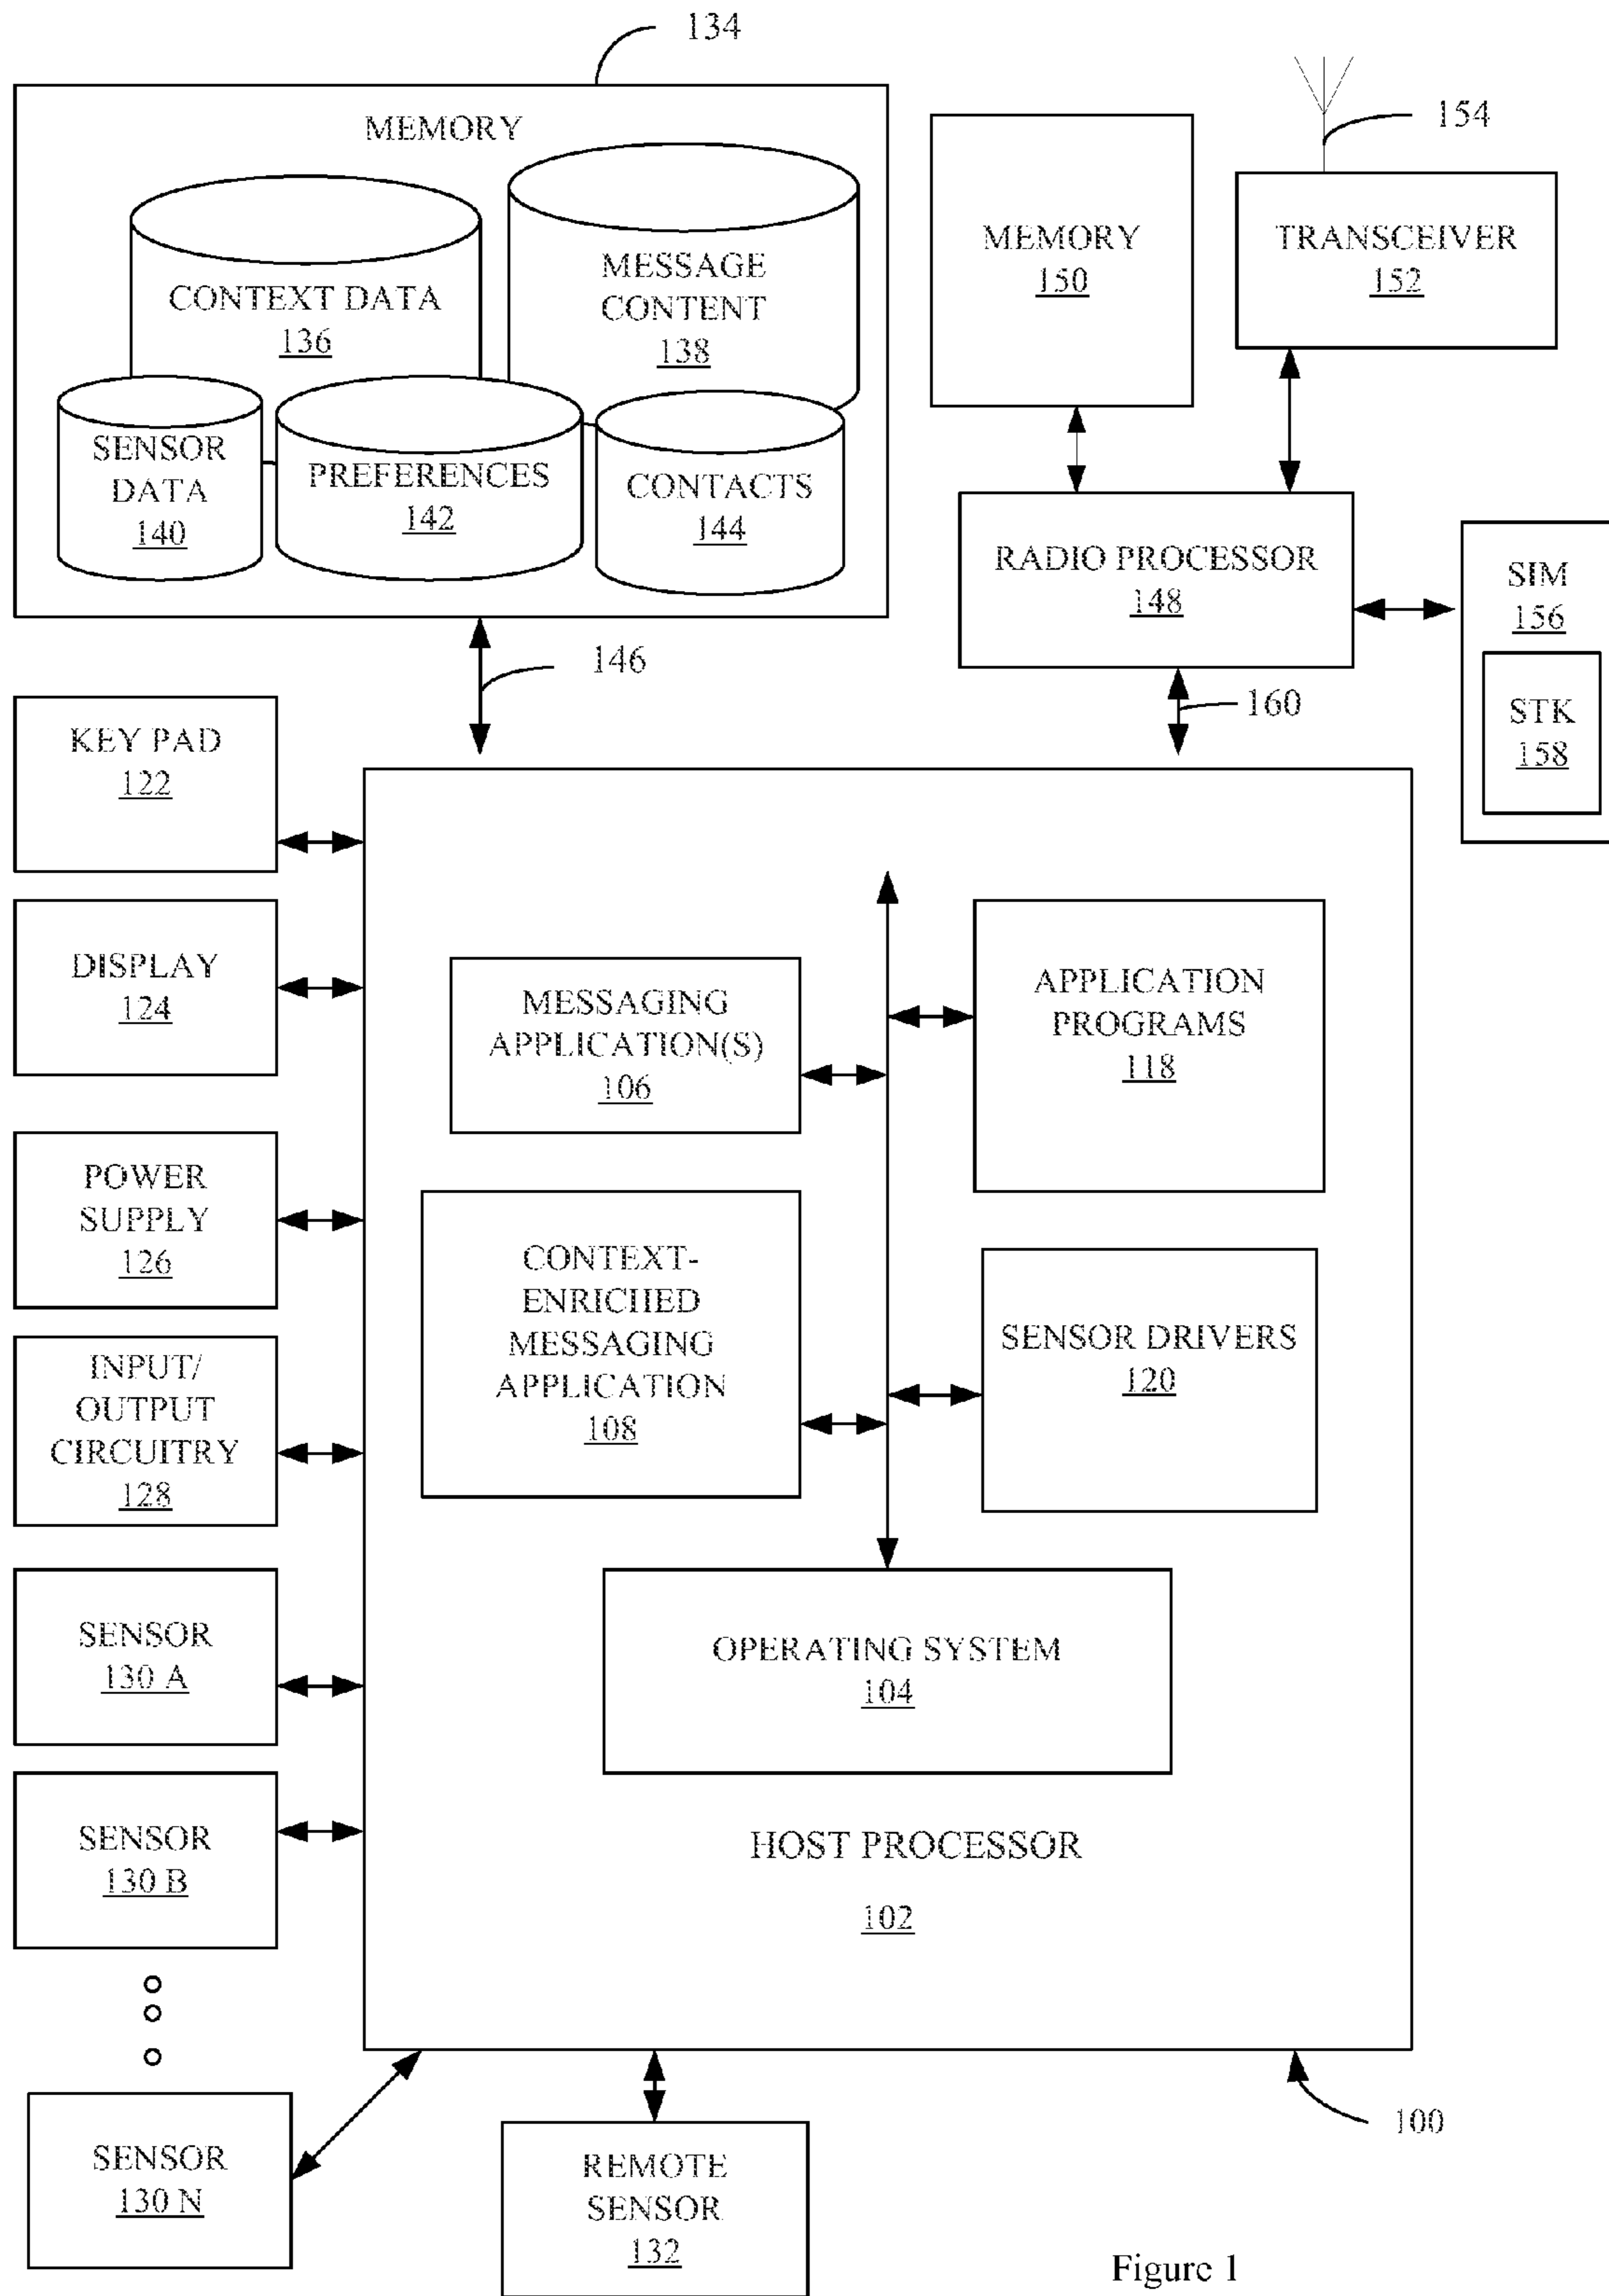 134
MEMORY
CONTEXT DATA
136
MESSAGE
CONTENT
138
SENSOR
DATA
140
PREFERENCES
142
CONTACTS
144
146
MEMORY
150
154
TRANSCEIVER
152
RADIO PROCESSOR
148
SIM
156
STK
158
160
KEY PAD
122
DISPLAY
124
POWER
SUPPLY
126
INPUT/
OUTPUT
CIRCUITRY
128
SENSOR
130 A
SENSOR
130 B
SENSOR
130 N
MESSAGING
APPLICATION(S)
106
APPLICATION
PROGRAMS
118
CONTEXT-
ENRICHED
MESSAGING
APPLICATION
108
SENSOR DRIVERS
120
OPERATING SYSTEM
104
HOST PROCESSOR
102
100
REMOTE
SENSOR
132
Figure 1